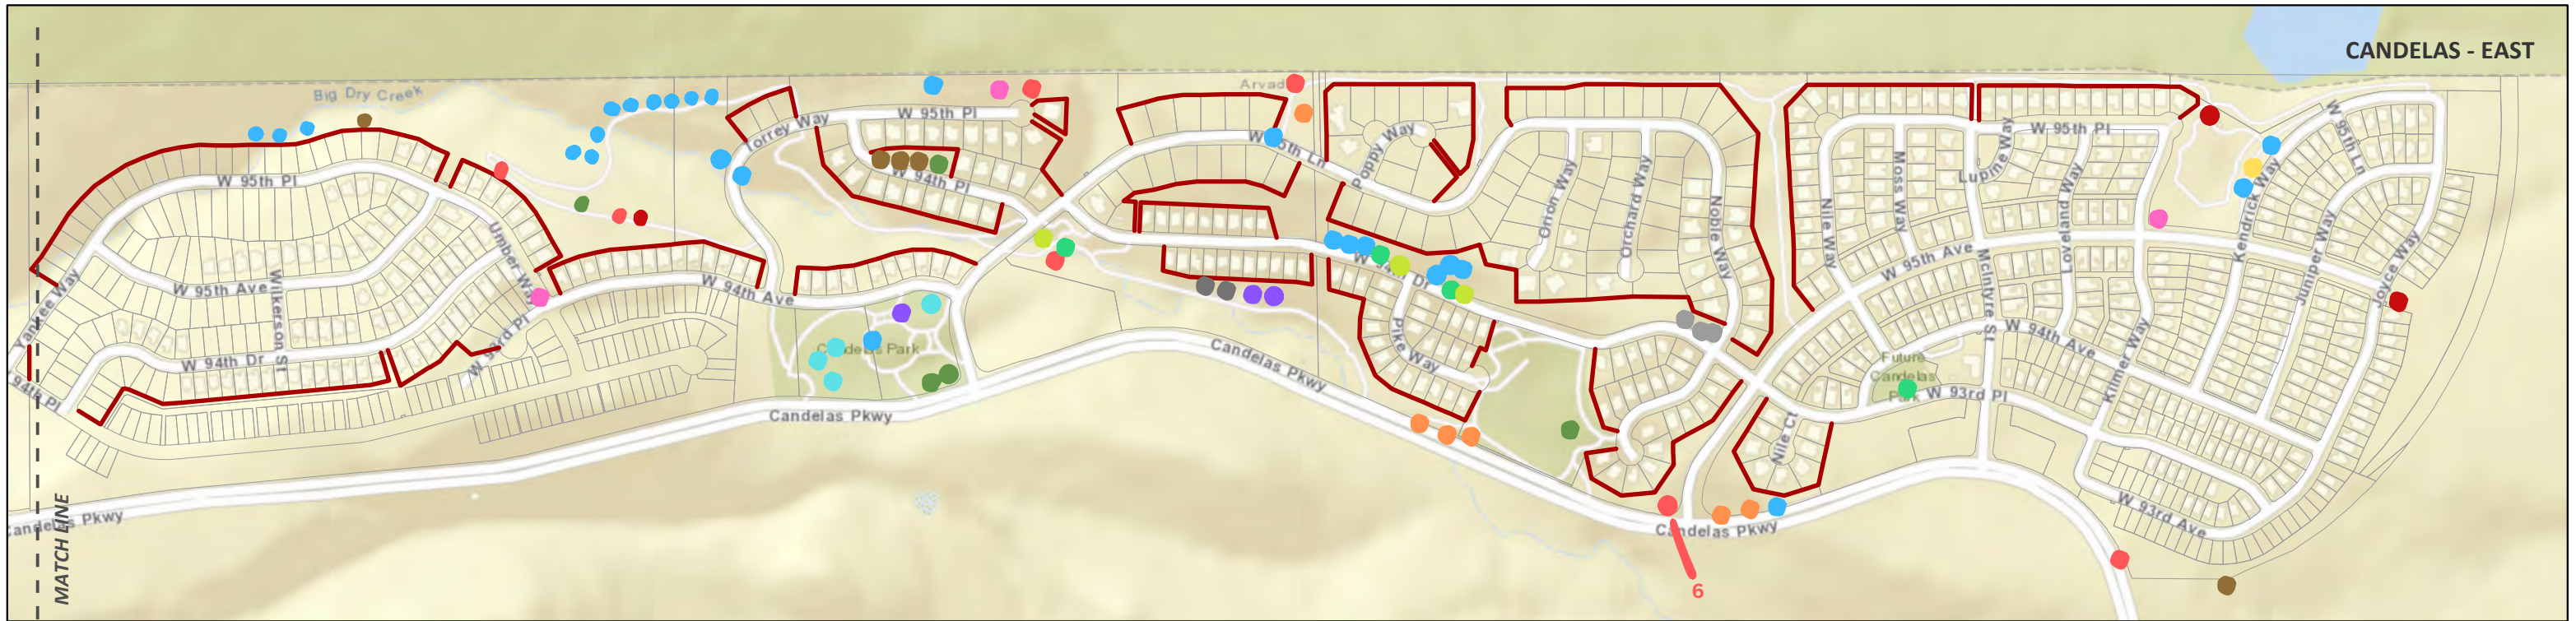 CANDELAS - EAST
Big Dry Creek
Arvad
W 95th Pl
Torrey Way
W 94th Pl
W 95th Ln
Poppy Way
Orion Way
Orchard Way
Noble Way
Nile Way
Moss Way
Lupine Way
W 95th Pl
Loveland Way
W 95th Ave
McIntyre St
Kendrick Way
W 95th Ln
Juniper Way
Joyce Way
W 95th Pl
W 95th Ave
Wilkerson St
Umber Way
Yankee Way
W 94th Dr
W 93rd Pl
94th Pl
W 94th Ave
Candelas Park
W 94th Dr
Pike Way
Candelas Pkwy
Candelas Pkwy
Future
Candelas
Park
W 93rd Pl
W 94th Ave
Kilmer Way
Nile Ct
W 93rd Ave
Candelas Pkwy
Candelas Pkwy
MATCH LINE
6